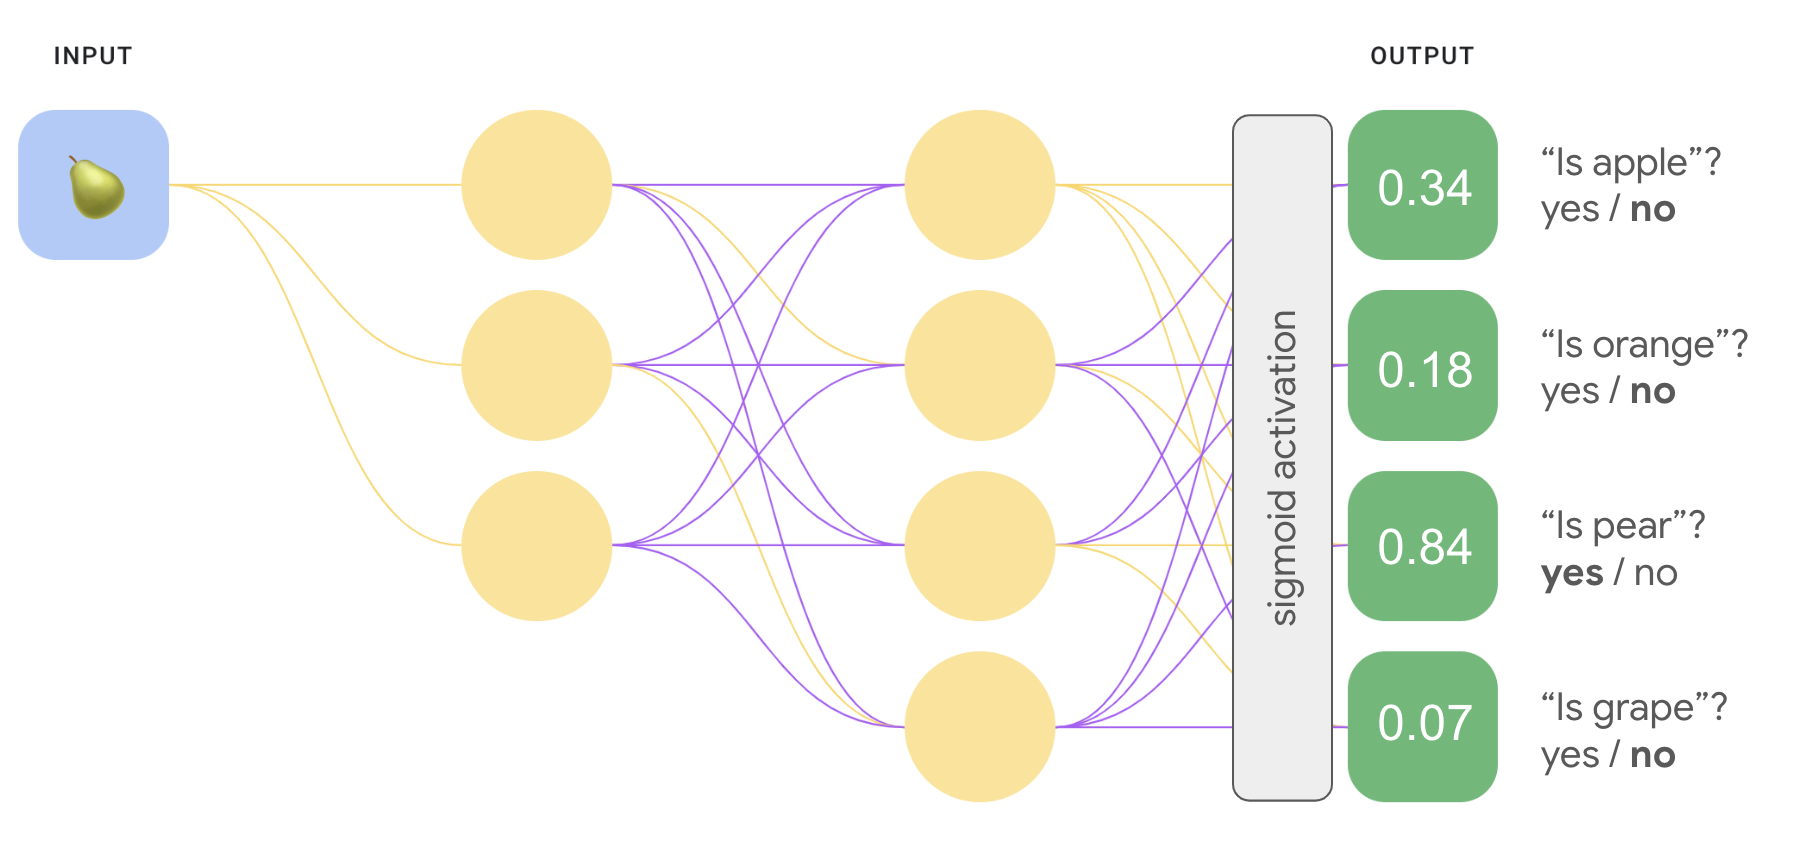 INPUT
OUTPUT
sigmoid activation
0.34
“Is apple”?
yes / no
0.18
“Is orange”?
yes / no
0.84
“Is pear”?
yes / no
0.07
“Is grape”?
yes / no